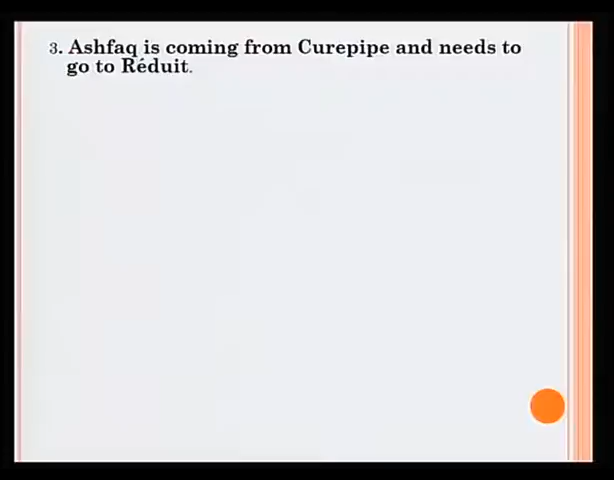 3. Ashfaq is coming from Curepipe and needs to
go to Réduit.